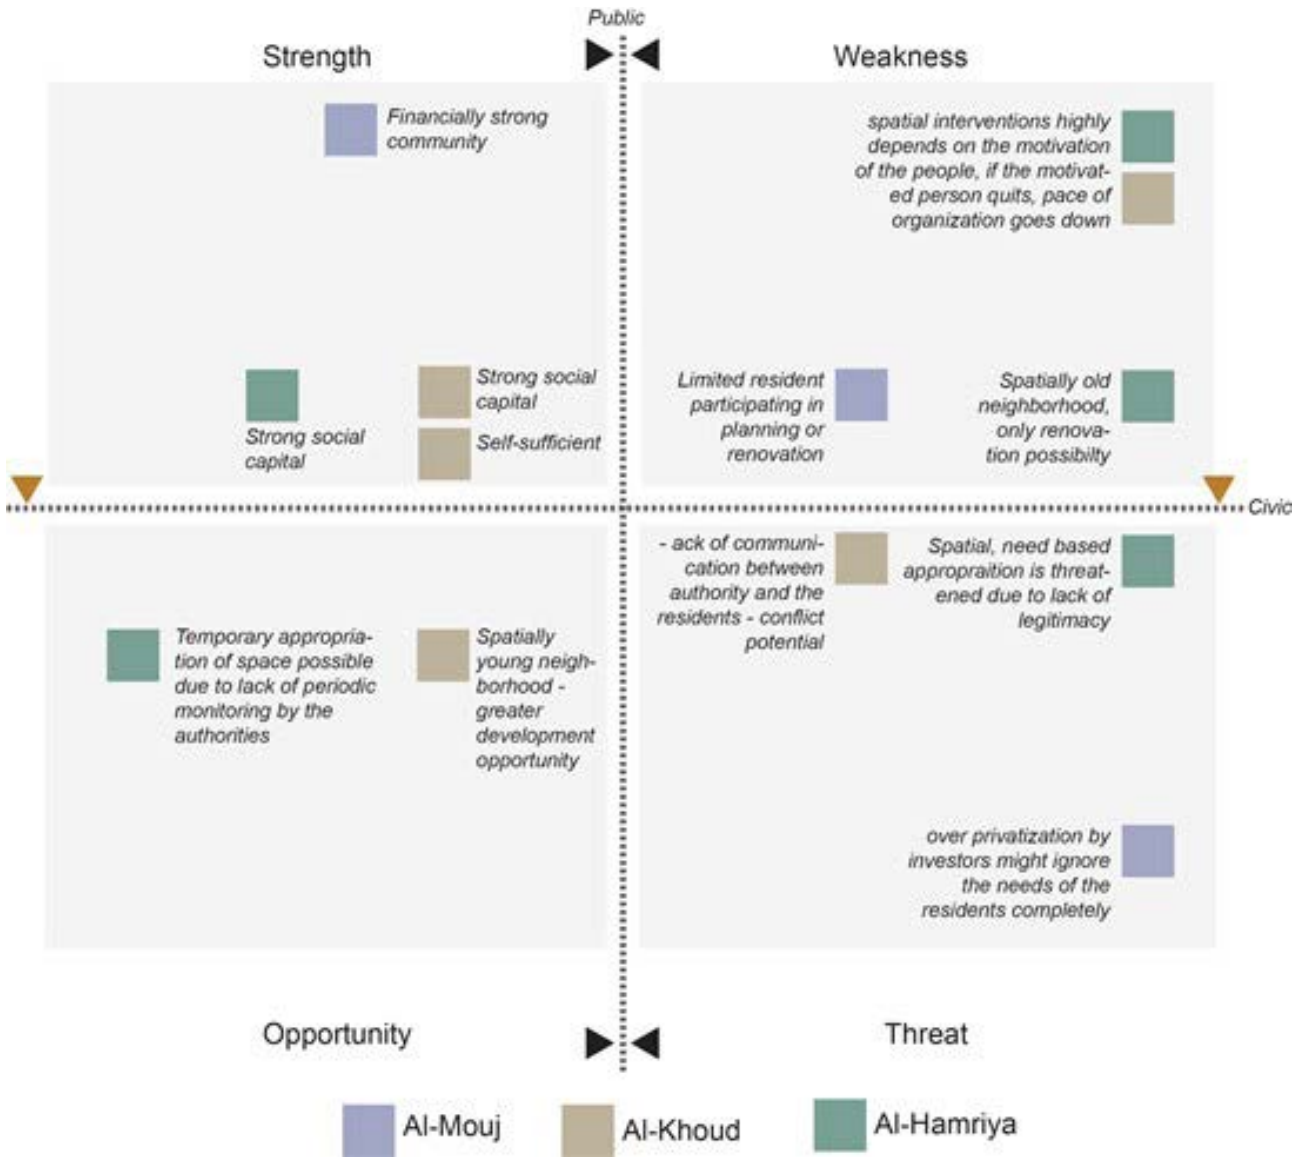 Public
Strength
Weakness
Financially strong
community
spatial interventions highly
depends on the motivation
of the people, if the motivat-
ed person quits, pace of
organization goes down
Strong social
capital
Strong social
capital
Self-sufficient
Limited resident
participating in
planning or
renovation
Spatially old
neighborhood,
only renova-
tion possibilty
Civic
- ack of communi-
cation between
authority and the
residents - conflict
potential
Spatial, need based
appropraition is threat-
ened due to lack of
legitimacy
Temporary appropria-
tion of space possible
due to lack of periodic
monitoring by the
authorities
Spatially
young neigh-
borhood -
greater
development
opportunity
over privatization by
investors might ignore
the needs of the
residents completely
Opportunity
Threat
Al-Mouj
Al-Khoud
Al-Hamriya